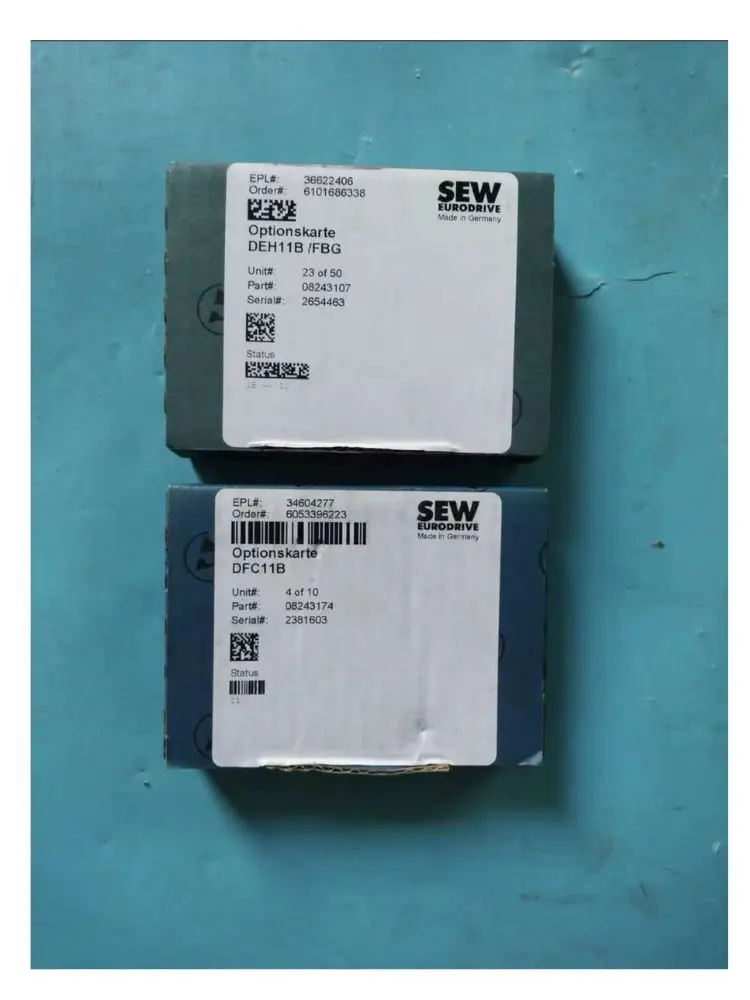 EPL#: 36622406
Order#: 6101686338
SEW
EURODRIVE
Made in Germany
Optionskarte
DEH11B /FBG
Unit#: 23 of 50
Part#: 08243107
Serial#: 2654463
Status
EPL#: 34604277
Order#: 6053396223
SEW
EURODRIVE
Made in Germany
Optionskarte
DFC11B
Unit#: 4 of 10
Part#: 08243174
Serial#: 2381603
Status